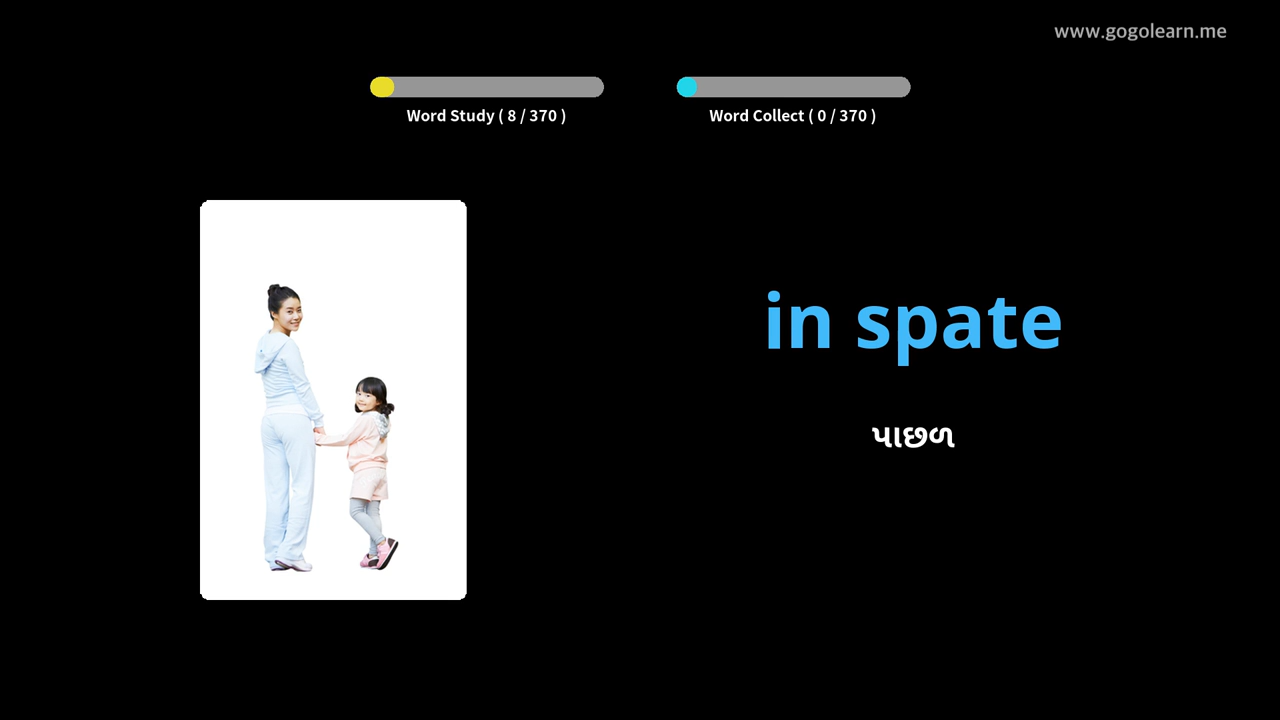 www.gogolearn.me
Word Study ( 8 / 370 )
Word Collect ( 0 / 370 )
in spate
પાછળ